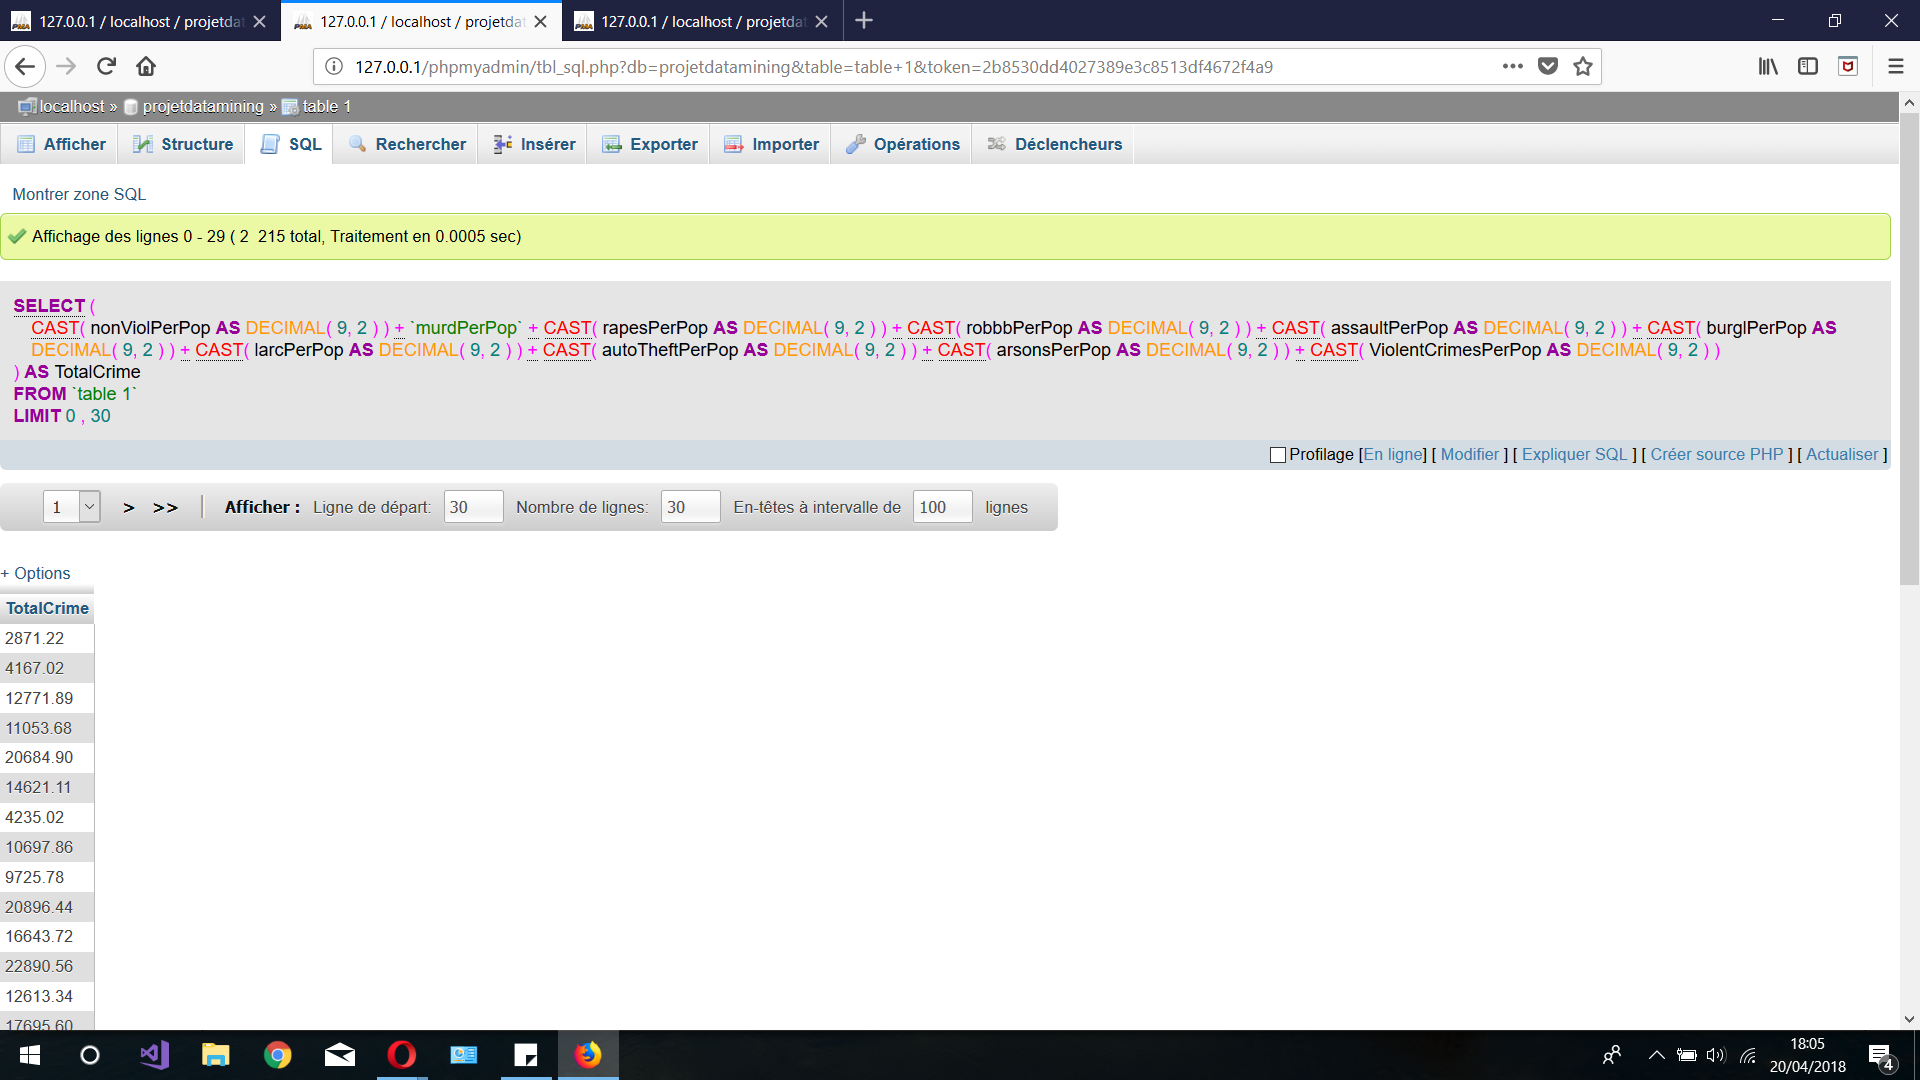 127.0.0.1 / localhost / projetda
127.0.0.1 / localhost / projetdat
127.0.0.1 / localhost / projetda
127.0.0.1/phpmyadmin/tbl_sql.php?db=projetdatamining&table=table+1&token=2b8530dd4027389e3c8513df4672f4a9
localhost » projetdatamining » table 1
Afficher Structure SQL Rechercher Insérer Exporter Importer Opérations Déclencheurs
Montrer zone SQL
Affichage des lignes 0 - 29 ( 2 215 total, Traitement en 0.0005 sec)
SELECT (
CAST( nonViolPerPop AS DECIMAL( 9, 2 ) ) + `murdPerPop` + CAST( rapesPerPop AS DECIMAL( 9, 2 ) ) + CAST( robbbPerPop AS DECIMAL( 9, 2 ) ) + CAST( assaultPerPop AS DECIMAL( 9, 2 ) ) + CAST( burglPerPop AS
DECIMAL( 9, 2 ) ) + CAST( larcPerPop AS DECIMAL( 9, 2 ) ) + CAST( autoTheftPerPop AS DECIMAL( 9, 2 ) ) + CAST( arsonsPerPop AS DECIMAL( 9, 2 ) ) + CAST( ViolentCrimesPerPop AS DECIMAL( 9, 2 ) )
) AS TotalCrime
FROM `table 1`
LIMIT 0 , 30
Profilage [En ligne] [ Modifier ] [ Expliquer SQL ] [ Créer source PHP ] [ Actualiser ]
1 > >> Afficher : Ligne de départ: 30 Nombre de lignes: 30 En-têtes à intervalle de 100 lignes
+ Options
TotalCrime
2871.22
4167.02
12771.89
11053.68
20684.90
14621.11
4235.02
10697.86
9725.78
20896.44
16643.72
22890.56
12613.34
17695.60
18:05
20/04/2018
4